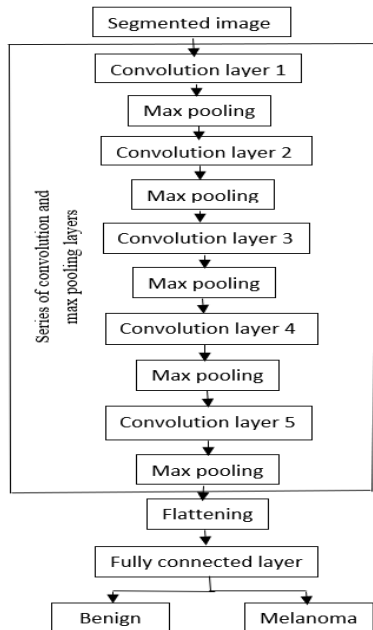 Segmented image
Convolution layer 1
Max pooling
Convolution layer 2
Max pooling
Convolution layer 3
Max pooling
Convolution layer 4
Max pooling
Convolution layer 5
Max pooling
Series of convolution and
max pooling layers
Flattening
Fully connected layer
Benign
Melanoma